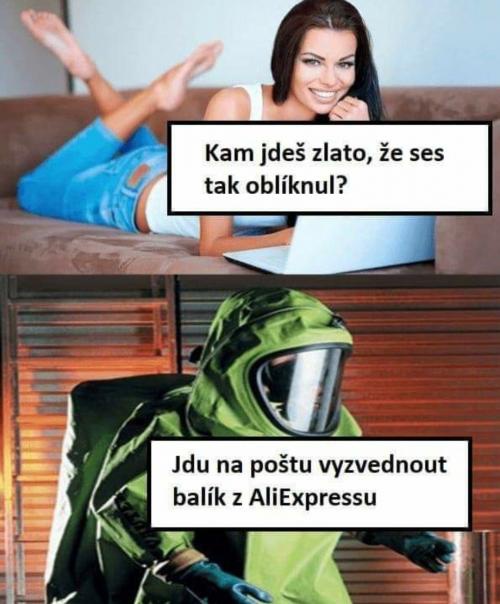 Kam jdeš zlato, že ses
tak oblíknul?
Jdu na poštu vyzvednout
balík z AliExpressu